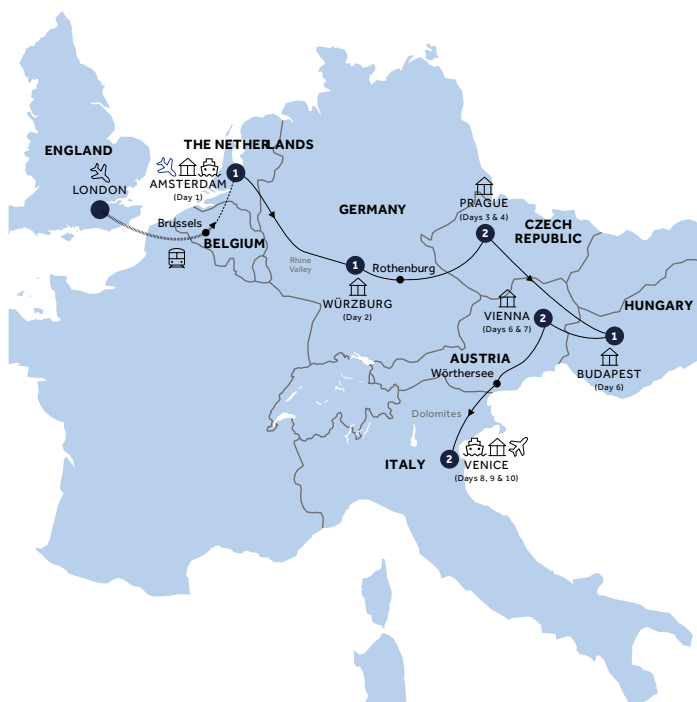 ENGLAND
LONDON
THE NETHERLANDS
1
AMSTERDAM
(Day 1)
Brussels
BELGIUM
GERMANY
Rhine
Valley
1
WÜRZBURG
(Day 2)
Rothenburg
PRAGUE
(Days 3 & 4)
2
CZECH
REPUBLIC
HUNGARY
VIENNA
(Days 6 & 7)
2
1
BUDAPEST
(Day 6)
AUSTRIA
Wörthersee
Dolomites
ITALY
2
VENICE
(Days 8, 9 & 10)